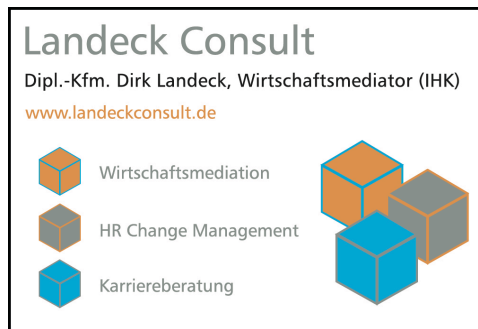 Landeck Consult
Dipl.-Kfm. Dirk Landeck, Wirtschaftsmediator (IHK)
www.landeckconsult.de
Wirtschaftsmediation
HR Change Management
Karriereberatung